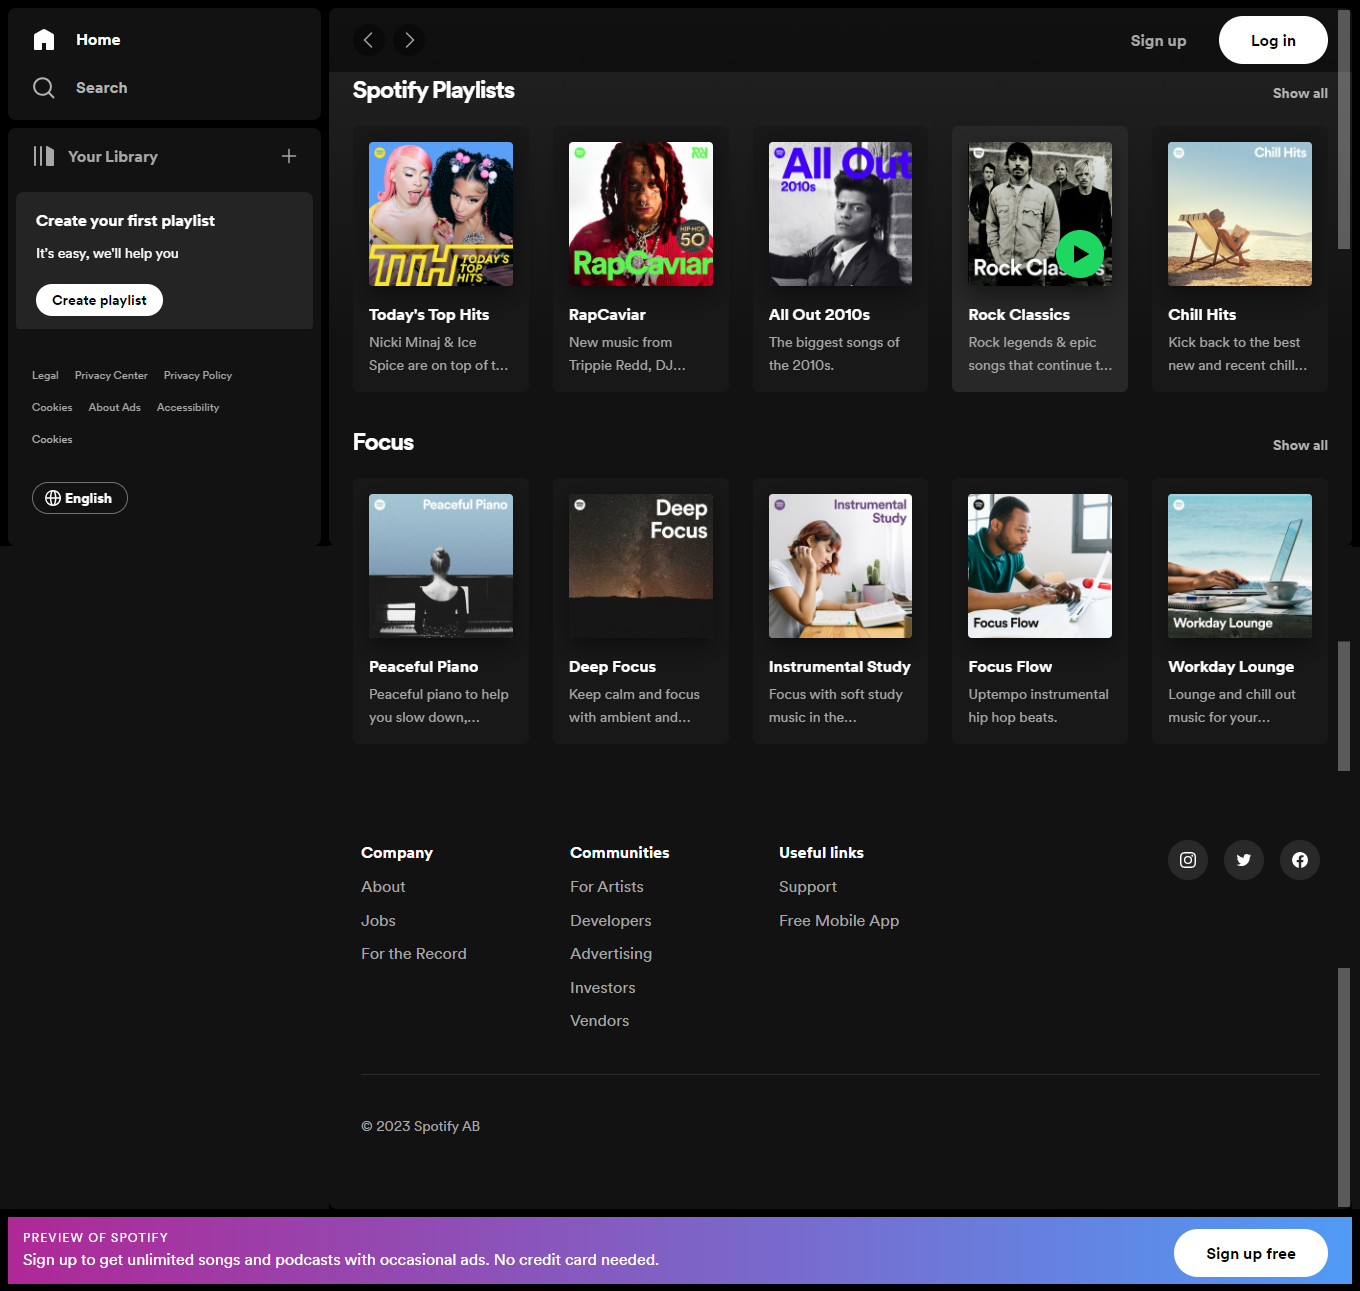 Home
Search
Your Library
Create your first playlist
It's easy, we'll help you
Create playlist
Legal Privacy Center Privacy Policy
Cookies About Ads Accessibility
Cookies
English
Sign up
Log in
Spotify Playlists
Show all
TTH TODAY'S TOP HITS
Today's Top Hits
Nicki Minaj & Ice
Spice are on top of t...
HIP-HOP
50
RapCaviar
RapCaviar
New music from
Trippie Redd, DJ...
All Out
2010s
All Out 2010s
The biggest songs of
the 2010s.
Rock Classics
Rock legends & epic
songs that continue t...
Chill Hits
Chill Hits
Kick back to the best
new and recent chill...
Focus
Show all
Peaceful Piano
Peaceful Piano
Peaceful piano to help
you slow down,...
Deep
Focus
Deep Focus
Keep calm and focus
with ambient and...
Instrumental
Study
Instrumental Study
Focus with soft study
music in the...
Focus Flow
Focus Flow
Uptempo instrumental
hip hop beats.
Workday Lounge
Workday Lounge
Lounge and chill out
music for your...
Company
About
Jobs
For the Record
Communities
For Artists
Developers
Advertising
Investors
Vendors
Useful links
Support
Free Mobile App
© 2023 Spotify AB
PREVIEW OF SPOTIFY
Sign up to get unlimited songs and podcasts with occasional ads. No credit card needed.
Sign up free